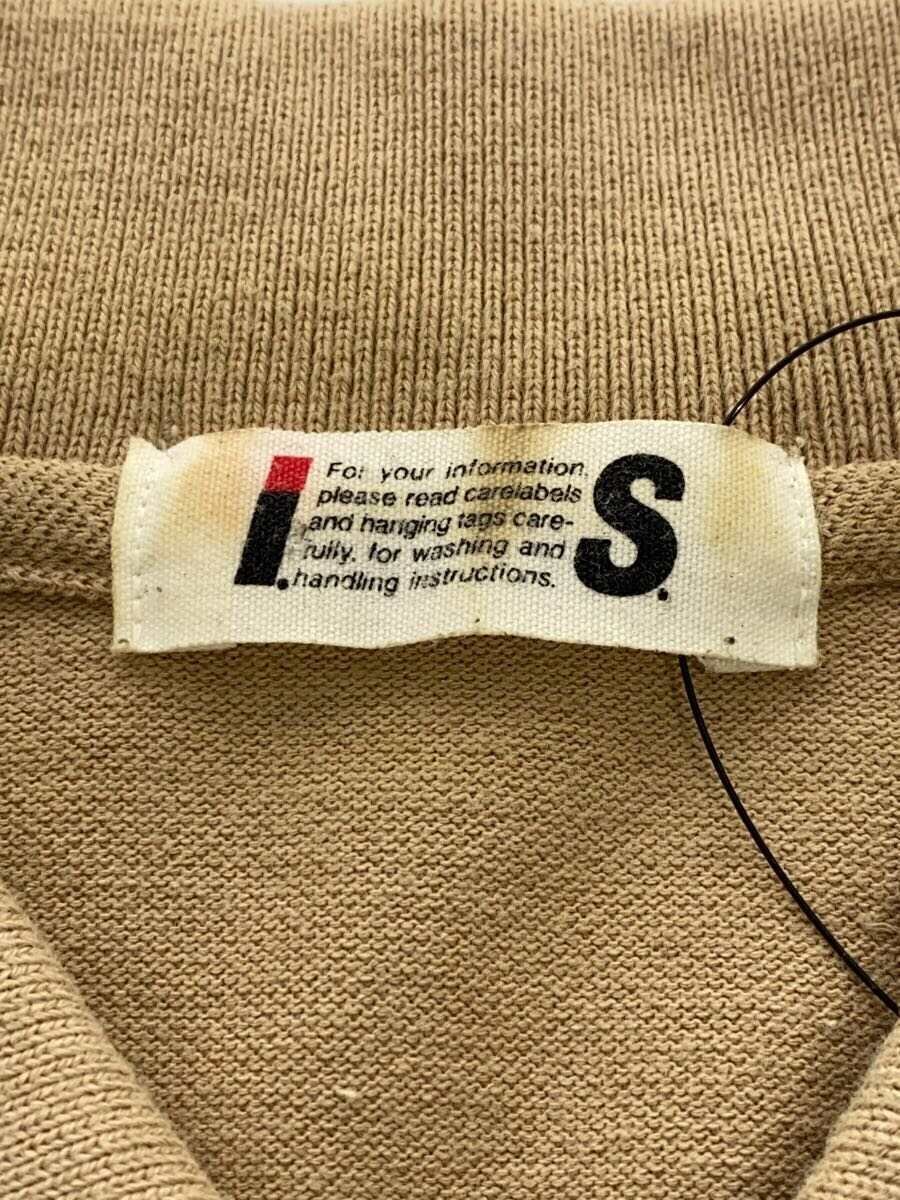 I.S.
For your information,
please read carelabels
and hanging tags care-
fully. for washing and
handling instructions.